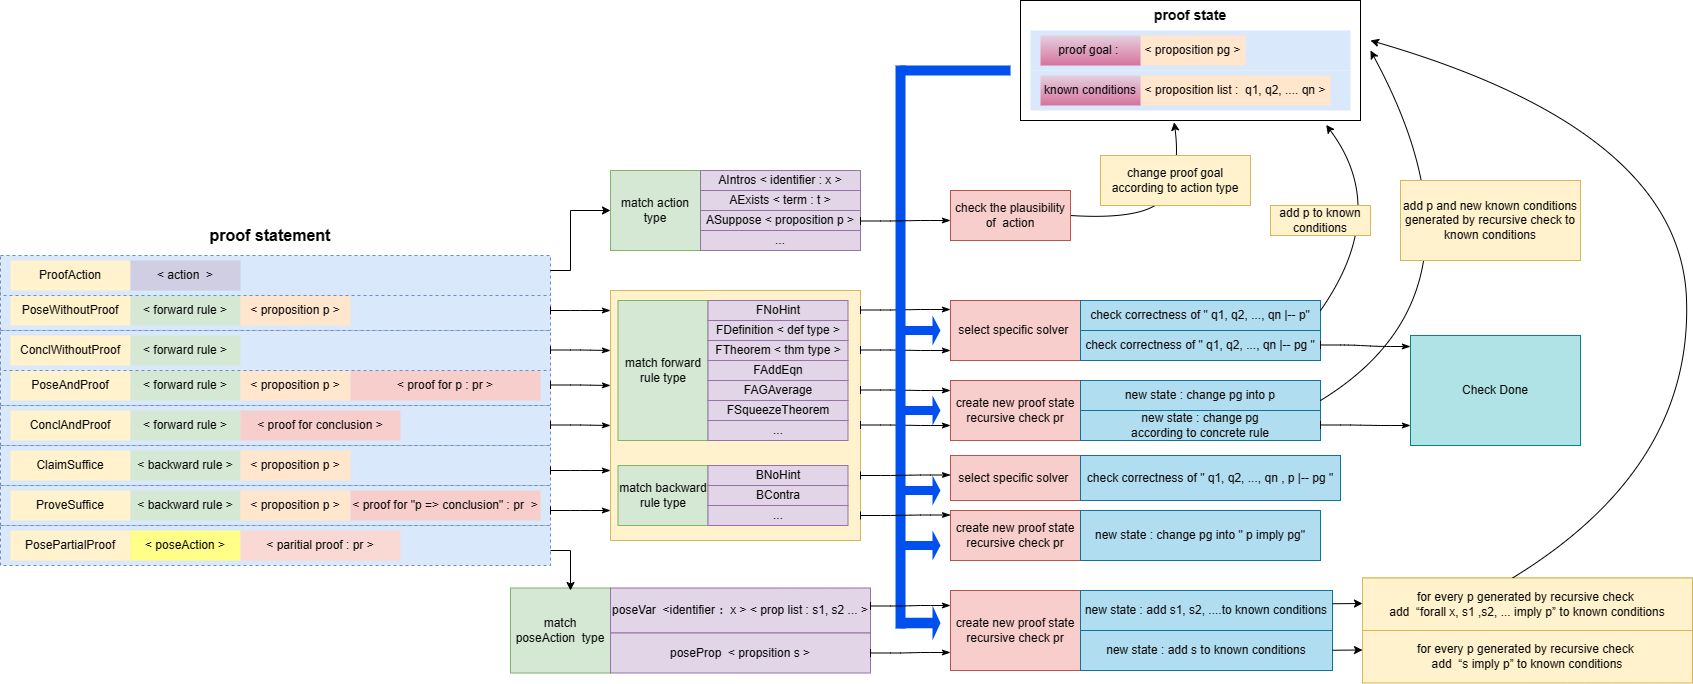 proof state
proof goal :
< proposition pg >
known conditions
< proposition list :  q1, q2, .... qn >
change proof goal
according to action type
add p to known
conditions
add p and new known conditions
generated by recursive check to
known conditions
match action
type
AIntros < identifier : x >
AExists < term : t >
ASuppose < proposition p >
...
check the plausibility
of  action
proof statement
ProofAction
< action  >
PoseWithoutProof
< forward rule >
< proposition p >
ConclWithoutProof
< forward rule >
PoseAndProof
< forward rule >
< proposition p >
< proof for p : pr >
ConclAndProof
< forward rule >
< proof for conclusion >
ClaimSuffice
< backward rule >
< proposition p >
ProveSuffice
< backward rule >
< proposition p >
< proof for "p => conclusion" : pr  >
PosePartialProof
< poseAction >
< paritial proof : pr >
match forward
rule type
FNoHint
FDefinition < def type >
FTheorem < thm type >
FAddEqn
FAGAverage
FSqueezeTheorem
...
match backward
rule type
BNoHint
BContra
...
select specific solver
check correctness of " q1, q2, ..., qn |-- p"
check correctness of " q1, q2, ..., qn |-- pg "
create new proof state
recursive check pr
new state : change pg into p
new state : change pg
according to concrete rule
Check Done
select specific solver
check correctness of " q1, q2, ..., qn , p |-- pg "
create new proof state
recursive check pr
new state : change pg into " p imply pg"
match
poseAction  type
poseVar  <identifier :  x > < prop list : s1, s2 ... >
poseProp  < propsition s >
create new proof state
recursive check pr
new state : add s1, s2, ....to known conditions
new state : add s to known conditions
for every p generated by recursive check
add  “forall x, s1 ,s2, ... imply p” to known conditions
for every p generated by recursive check
add  “s imply p” to known conditions